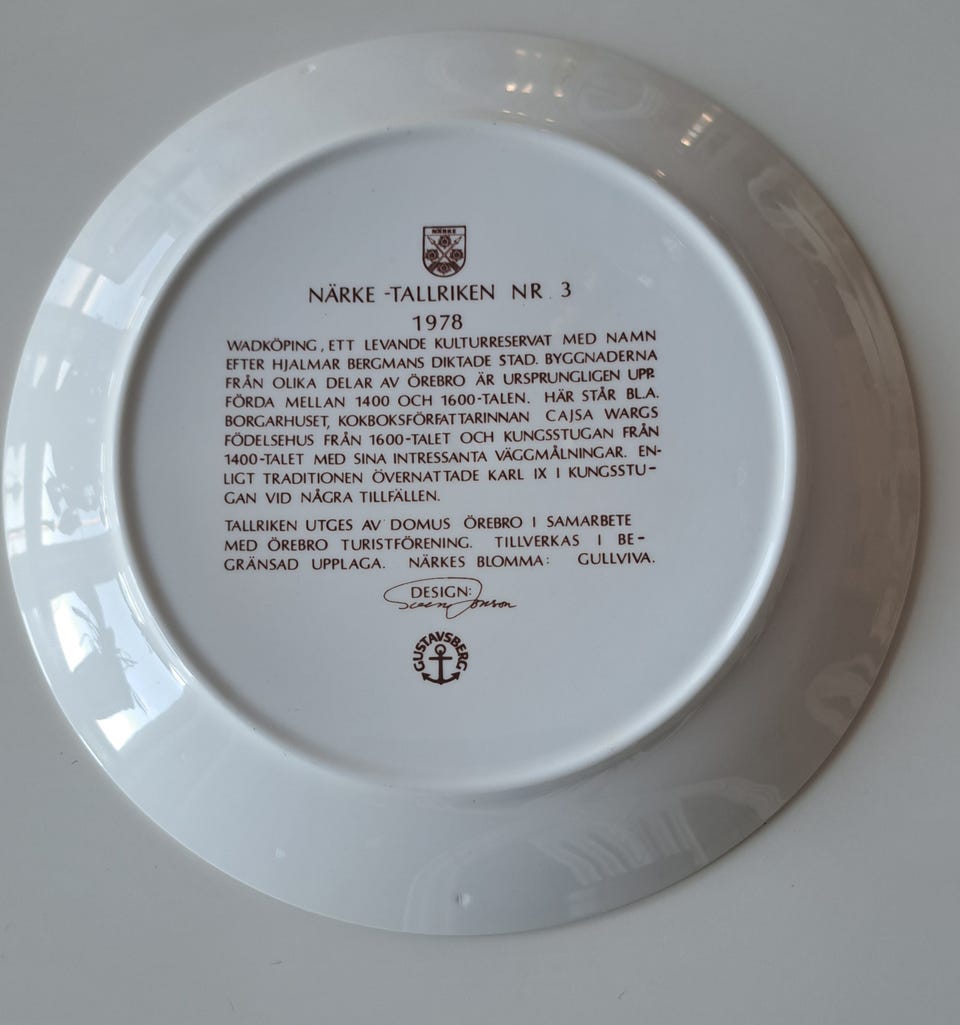 NÄRKE
NÄRKE-TALLRIKEN NR 3
1978
WADKÖPING, ETT LEVANDE KULTURRESERVAT MED NAMN
EFTER HJALMAR BERGMANS DIKTADE STAD. BYGGNADERNA
FRÅN OLIKA DELAR AV ÖREBRO ÄR URSPRUNGLIGEN UPP-
FÖRDA MELLAN 1400 OCH 1600-TALEN. HÄR STÅR BL.A.
BORGARHUSET, KOKBOKSFÖRFATTARINNAN CAJSA WARGS
FÖDELSEHUS FRÅN 1600-TALET OCH KUNGSSTUGAN FRÅN
1400-TALET MED SINA INTRESSANTA VÄGGMÅLNINGAR. EN-
LIGT TRADITIONEN ÖVERNATTADE KARL IX I KUNGSSTU-
GAN VID NÅGRA TILLFÄLLEN.
TALLRIKEN UTGES AV DOMUS ÖREBRO I SAMARBETE
MED ÖREBRO TURISTFÖRENING. TILLVERKAS I BE-
GRÄNSAD UPPLAGA. NÄRKES BLOMMA: GULLVIVA.
DESIGN:
Sven Jonson
GUSTAVSBERG